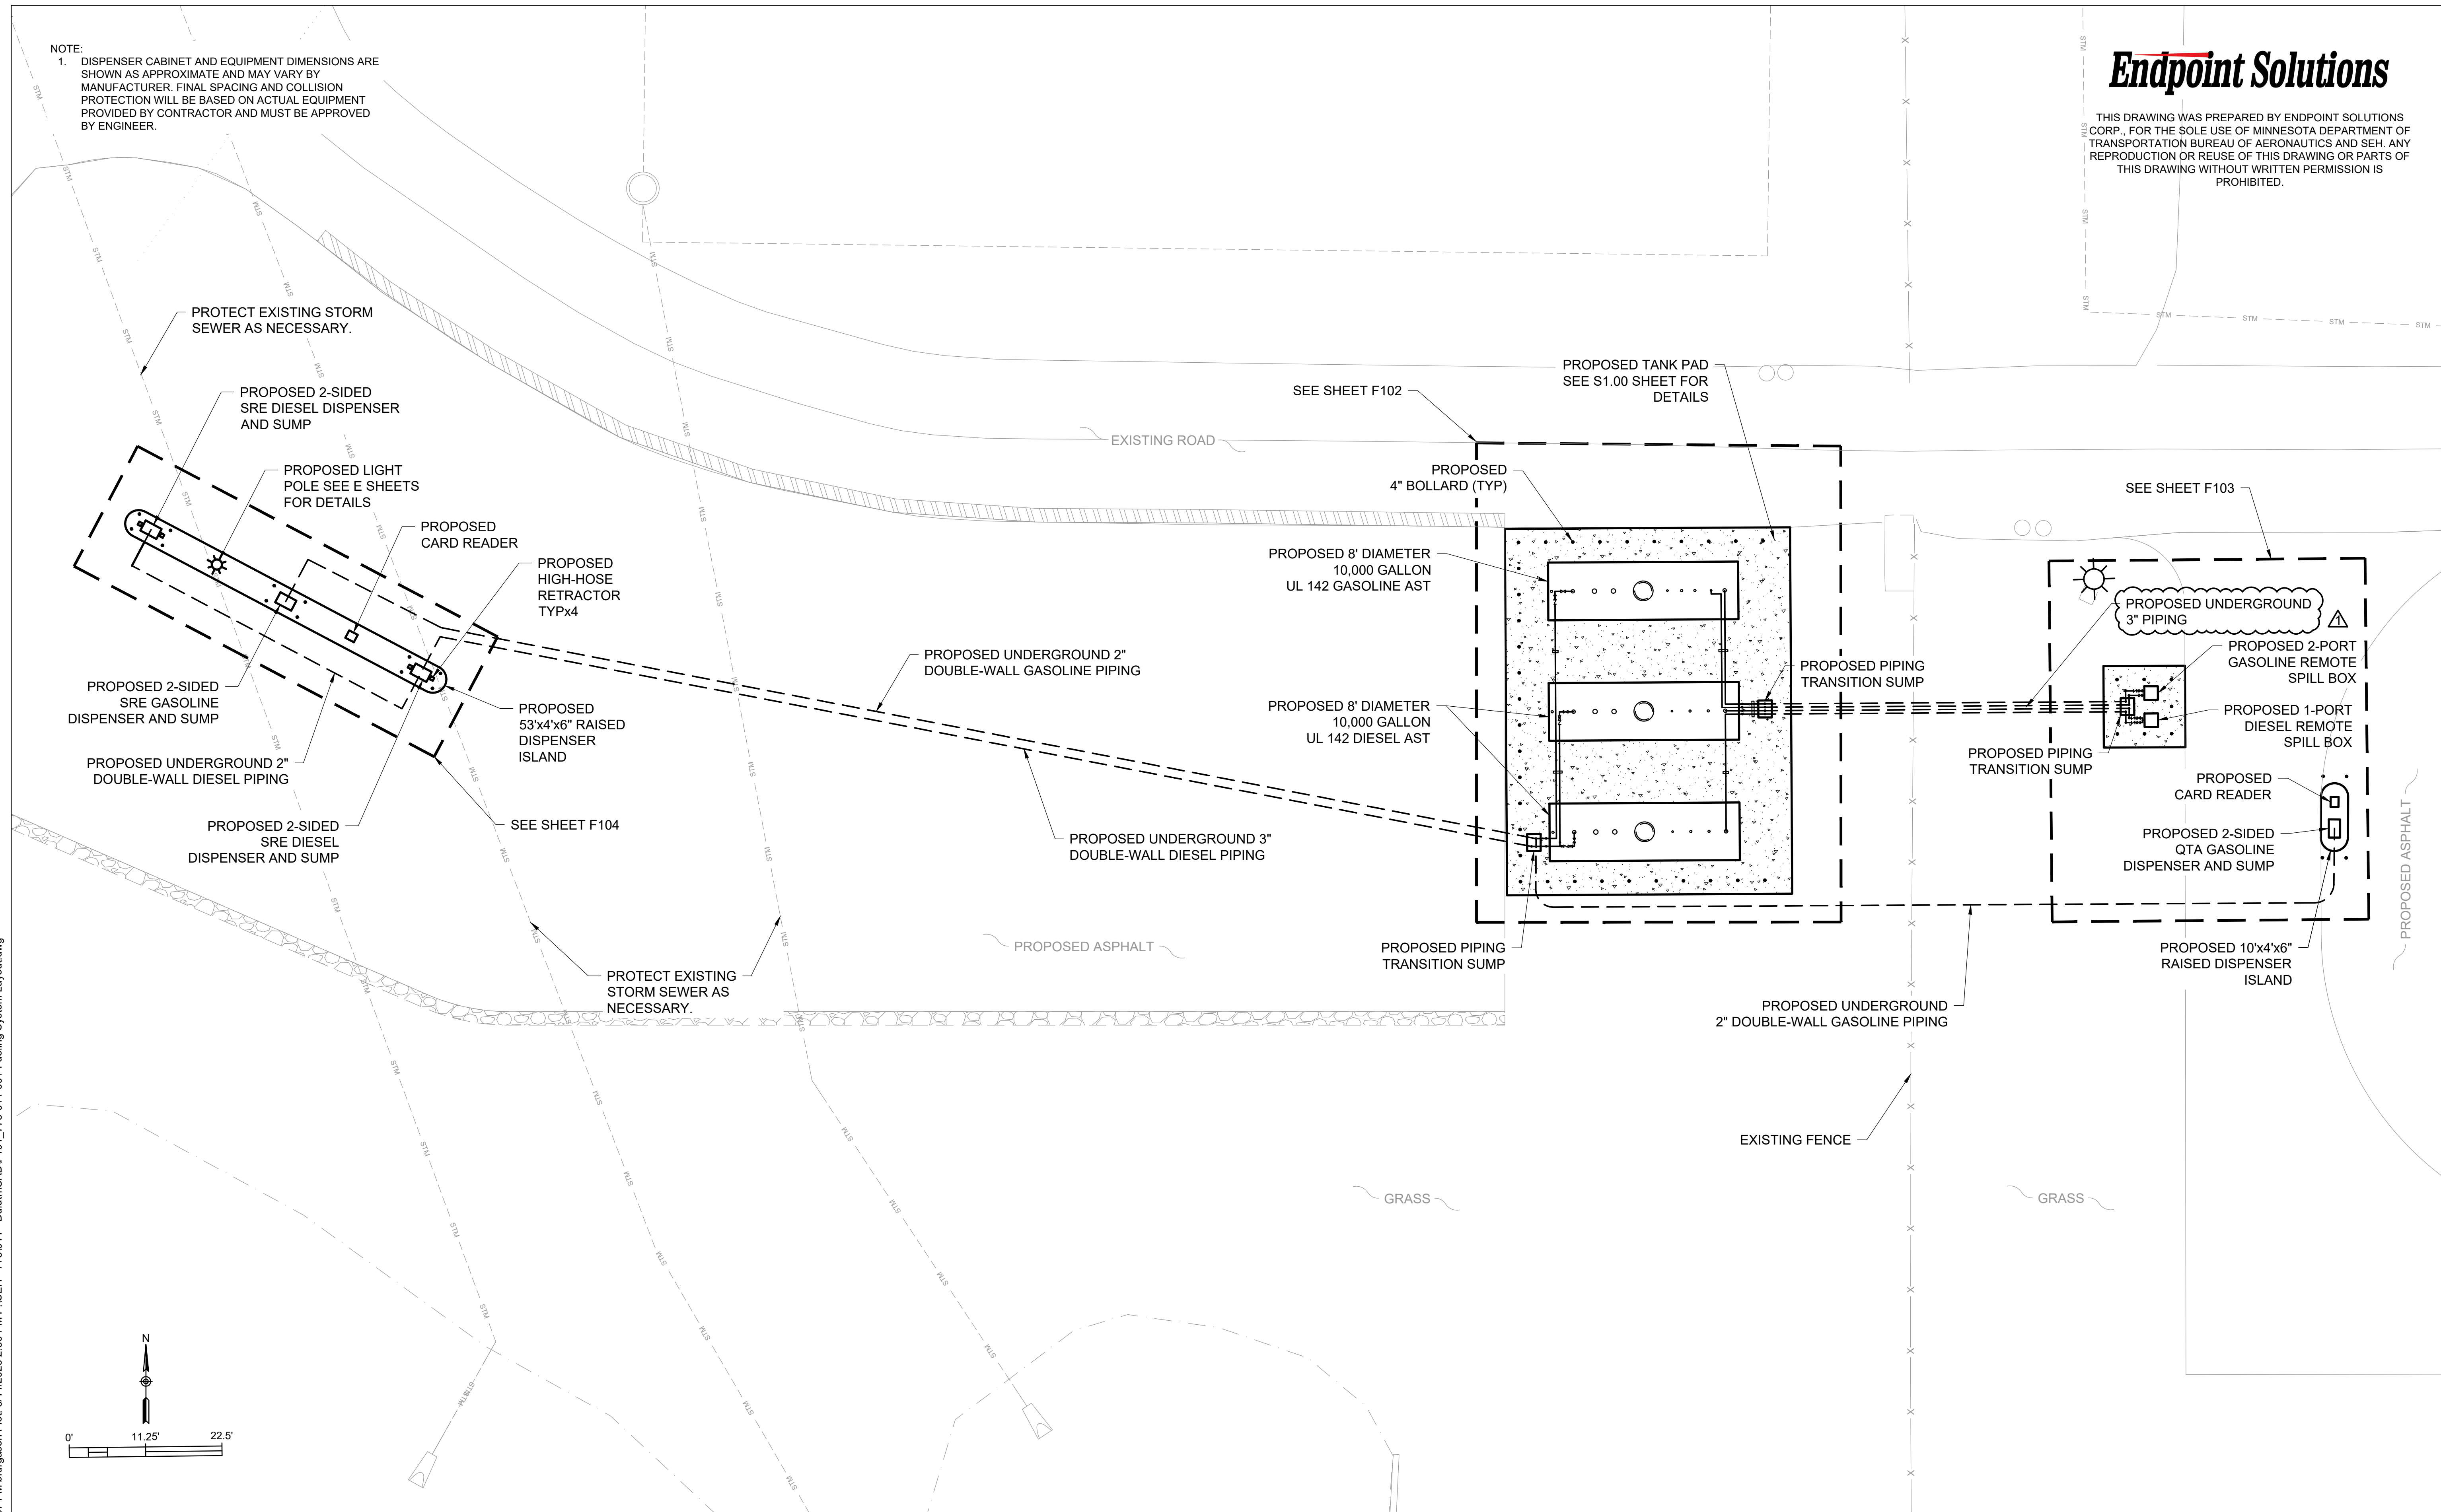 NOTE:
1. DISPENSER CABINET AND EQUIPMENT DIMENSIONS ARE
SHOWN AS APPROXIMATE AND MAY VARY BY
MANUFACTURER. FINAL SPACING AND COLLISION
PROTECTION WILL BE BASED ON ACTUAL EQUIPMENT
PROVIDED BY CONTRACTOR AND MUST BE APPROVED
BY ENGINEER.
Endpoint Solutions
THIS DRAWING WAS PREPARED BY ENDPOINT SOLUTIONS
CORP., FOR THE SOLE USE OF MINNESOTA DEPARTMENT OF
TRANSPORTATION BUREAU OF AERONAUTICS AND SEH. ANY
REPRODUCTION OR REUSE OF THIS DRAWING OR PARTS OF
THIS DRAWING WITHOUT WRITTEN PERMISSION IS
PROHIBITED.
PROTECT EXISTING STORM
SEWER AS NECESSARY.
PROPOSED 2-SIDED
SRE DIESEL DISPENSER
AND SUMP
PROPOSED LIGHT
POLE SEE E SHEETS
FOR DETAILS
PROPOSED
CARD READER
PROPOSED
HIGH-HOSE
RETRACTOR
TYPx4
PROPOSED 2-SIDED
SRE GASOLINE
DISPENSER AND SUMP
PROPOSED
53'x4'x6" RAISED
DISPENSER
ISLAND
PROPOSED UNDERGROUND 2"
DOUBLE-WALL DIESEL PIPING
PROPOSED 2-SIDED
SRE DIESEL
DISPENSER AND SUMP
SEE SHEET F104
PROPOSED UNDERGROUND 2"
DOUBLE-WALL GASOLINE PIPING
PROPOSED UNDERGROUND 3"
DOUBLE-WALL DIESEL PIPING
PROTECT EXISTING
STORM SEWER AS
NECESSARY.
PROPOSED ASPHALT
EXISTING ROAD
SEE SHEET F102
PROPOSED TANK PAD
SEE S1.00 SHEET FOR
DETAILS
PROPOSED
4" BOLLARD (TYP)
PROPOSED 8' DIAMETER
10,000 GALLON
UL 142 GASOLINE AST
PROPOSED 8' DIAMETER
10,000 GALLON
UL 142 DIESEL AST
PROPOSED PIPING
TRANSITION SUMP
PROPOSED PIPING
TRANSITION SUMP
SEE SHEET F103
PROPOSED UNDERGROUND
3" PIPING
1
PROPOSED 2-PORT
GASOLINE REMOTE
SPILL BOX
PROPOSED 1-PORT
DIESEL REMOTE
SPILL BOX
PROPOSED PIPING
TRANSITION SUMP
PROPOSED
CARD READER
PROPOSED 2-SIDED
QTA GASOLINE
DISPENSER AND SUMP
PROPOSED ASPHALT
PROPOSED 10'x4'x6"
RAISED DISPENSER
ISLAND
PROPOSED UNDERGROUND
2" DOUBLE-WALL GASOLINE PIPING
EXISTING FENCE
GRASS
GRASS
STM
STM
STM
STM
N
0' 11.25' 22.5'